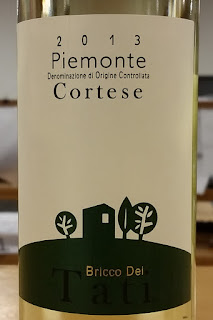 2013
Piemonte
Denominazione di Origine Controllata
Cortese
Bricco Dei
Tati